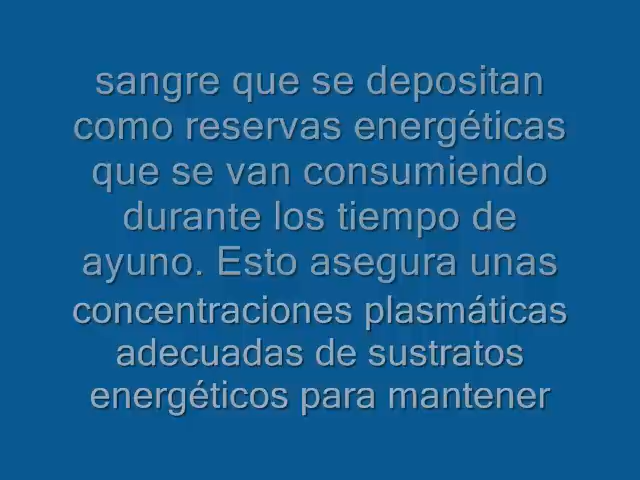 sangre que se depositan
como reservas energéticas
que se van consumiendo
durante los tiempo de
ayuno. Esto asegura unas
concentraciones plasmáticas
adecuadas de sustratos
energéticos para mantener